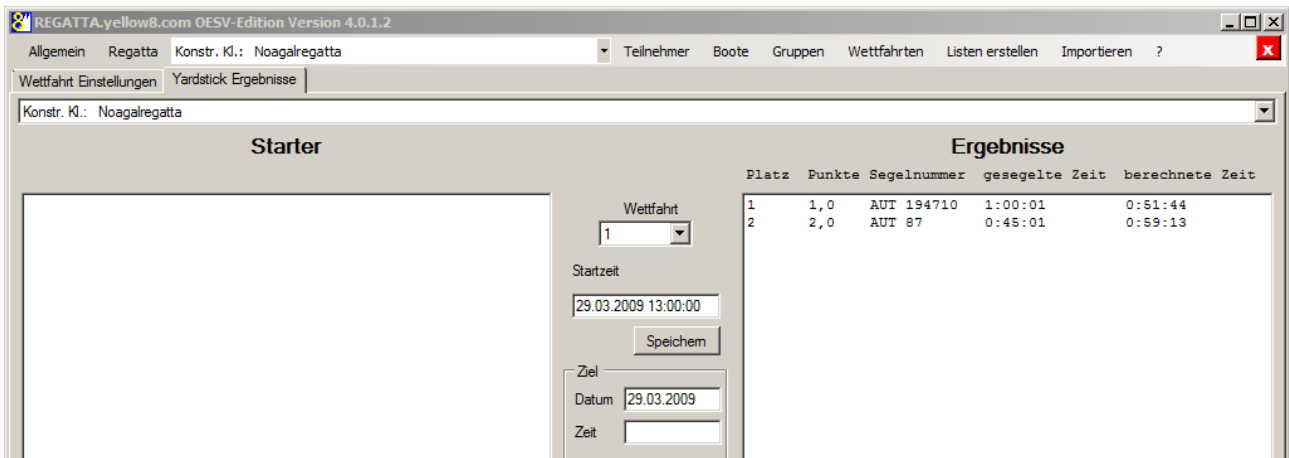 REGATTA.yellow8.com OESV-Edition Version 4.0.1.2
Allgemein Regatta Konstr. Kl.: Noagalregatta Teilnehmer Boote Gruppen Wettfahrten Listen erstellen Importieren ? x
Wettfahrt Einstellungen Yardstick Ergebnisse
Konstr. Kl.: Noagalregatta
Starter Ergebnisse
Platz Punkte Segelnummer gesegelte Zeit berechnete Zeit
1 1,0 AUT 194710 1:00:01 0:51:44
2 2,0 AUT 87 0:45:01 0:59:13
Wettfahrt
1
Startzeit
29.03.2009 13:00:00
Speichern
Ziel
Datum 29.03.2009
Zeit